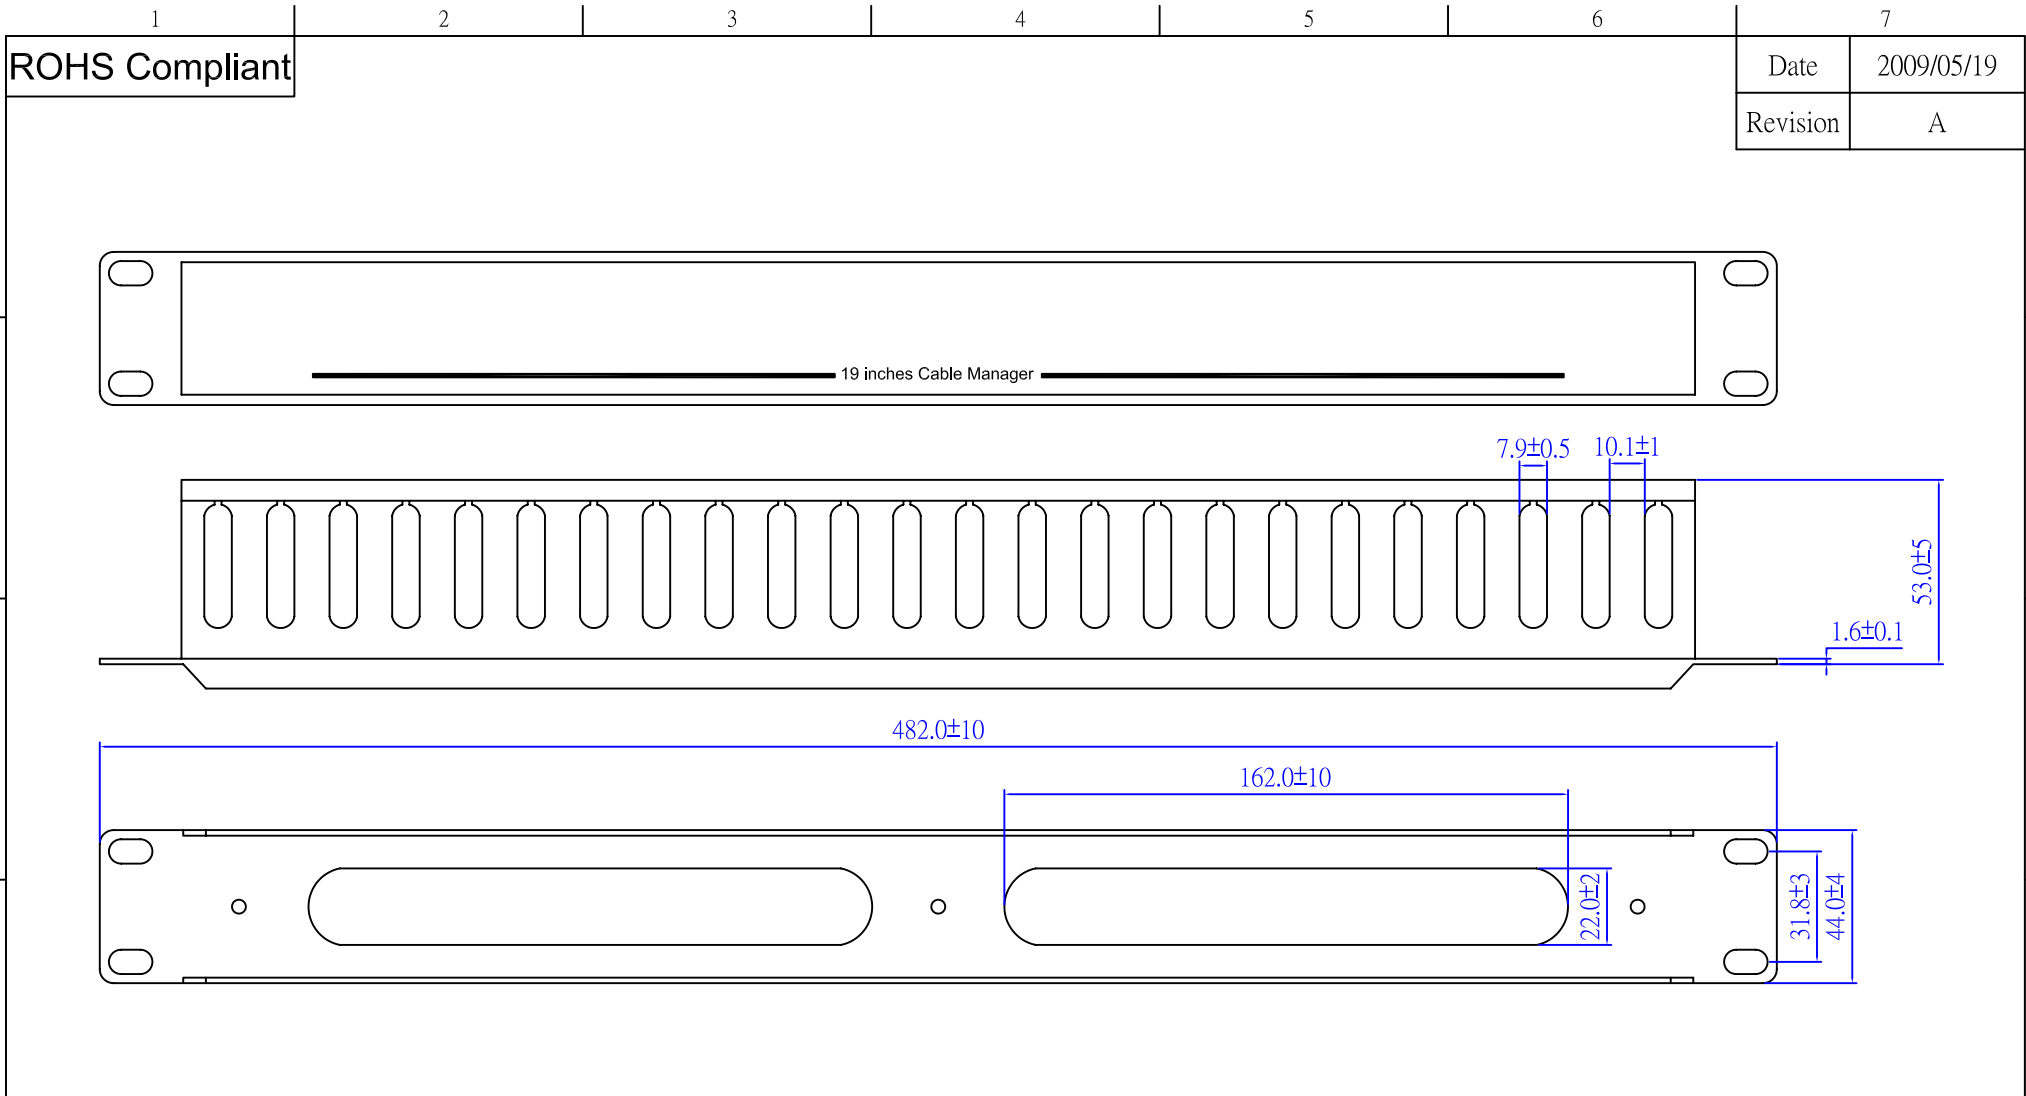 1 2 3 4 5 6 7
ROHS Compliant
Date 2009/05/19
Revision A
19 inches Cable Manager
7.9±0.5 10.1±1
53.0±5
1.6±0.1
482.0±10
162.0±10
22.0±2
31.8±3
44.0±4